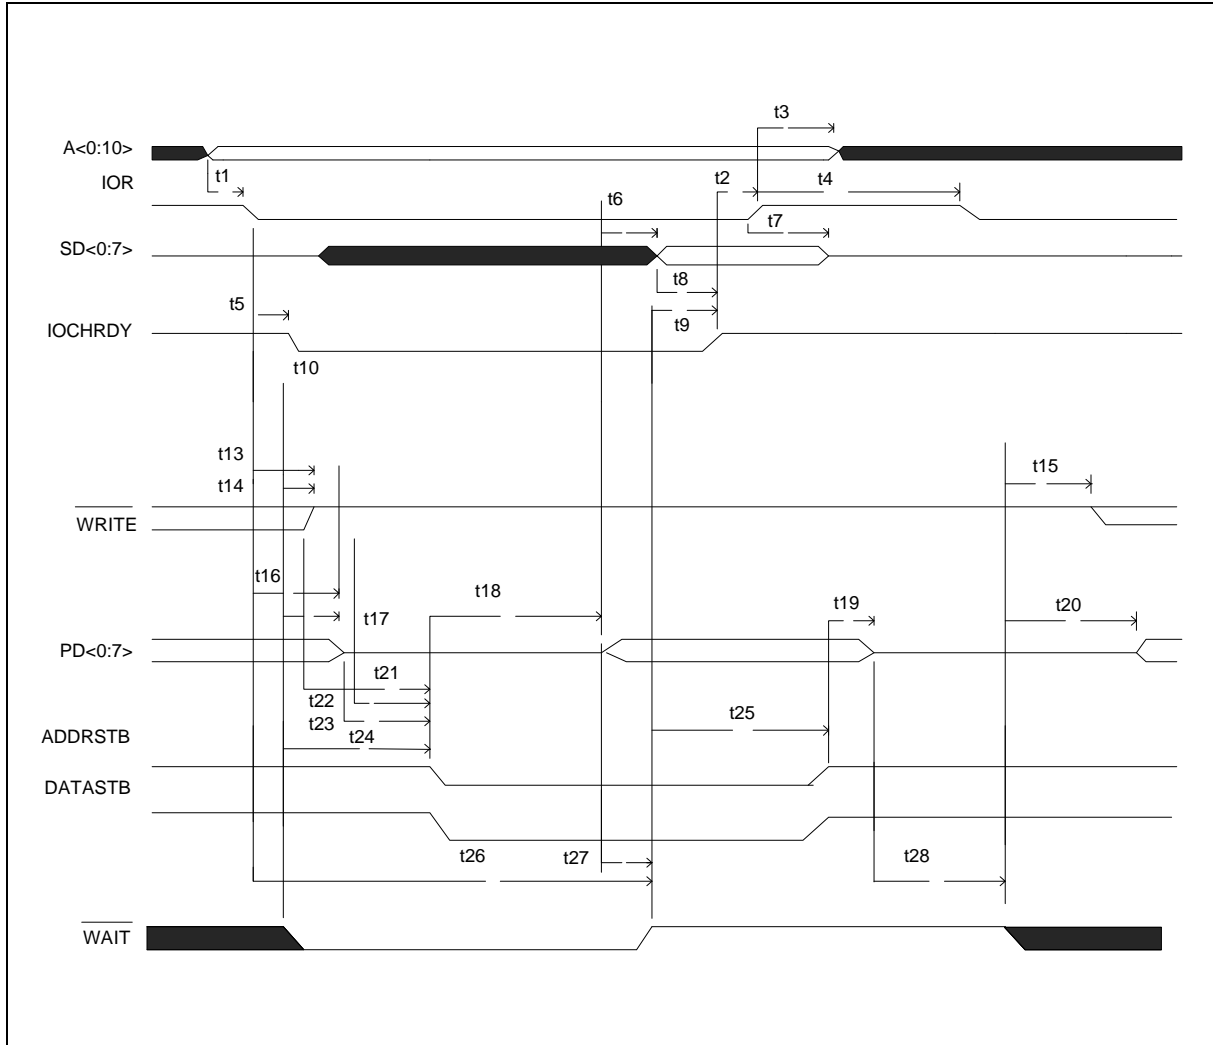 t3
A<0:10>
t1
t2
t4
IOR
t6
t7
SD<0:7>
t8
t5
t9
IOCHRDY
t10
t13
t15
t14
WRITE
t16
t18
t19
t20
t17
PD<0:7>
t21
t22
t23
t25
t24
ADDRSTB
DATASTB
t26
t27
t28
WAIT